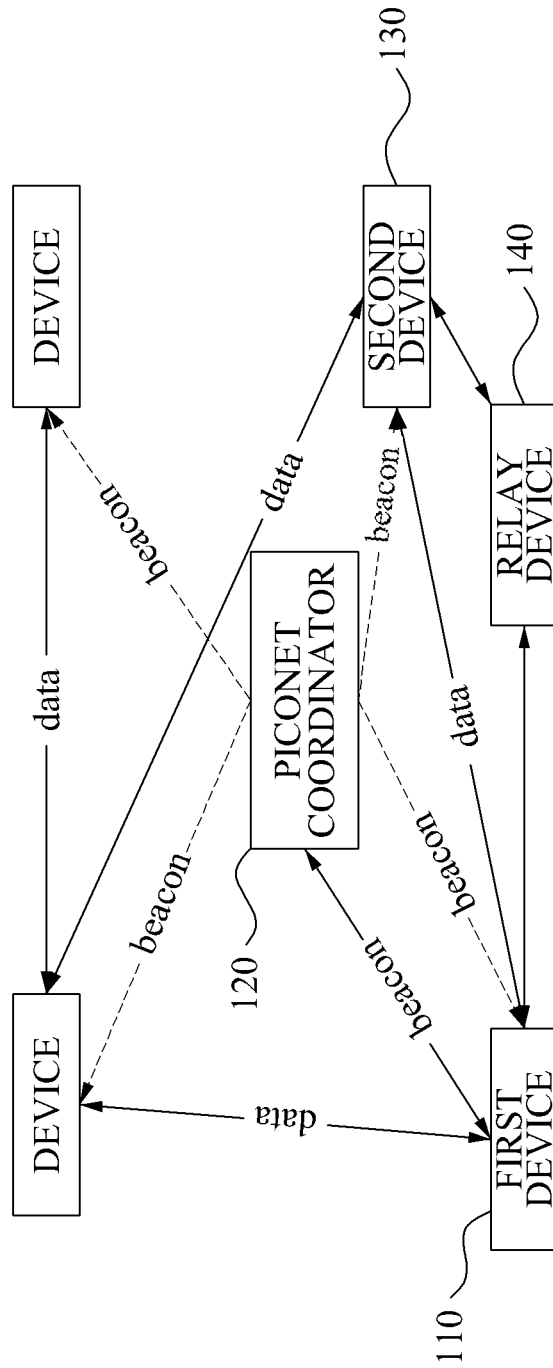 DEVICE
data
DEVICE
beacon
beacon
data
data
120
PICONET
COORDINATOR
beacon
SECOND
DEVICE
130
beacon
beacon
data
110
FIRST
DEVICE
RELAY
DEVICE
140